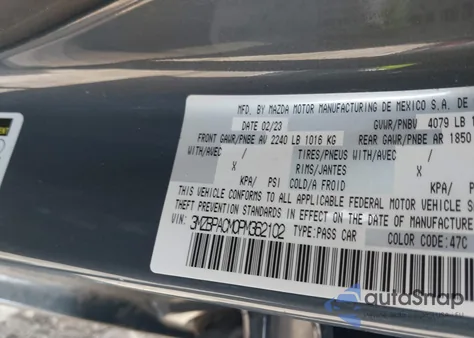 MFD. BY MAZDA MOTOR MANUFACTURING DE MEXICO S.A. DE
DATE 02/23 GVWR/PNBV 4079 LB 1
FRONT GAWR/PNBE AV 2240 LB 1016 KG REAR GAWR/PNBE AR 1850
WITH/AVEC / TIRES/PNEUS WITH/AVEC /
X RIMS/JANTES X
KPA/ PSI COLD/A FROID KPA/ PSI
THIS VEHICLE CONFORMS TO ALL APPLICABLE FEDERAL MOTOR VEHICLE
THEFT PREVENTION STANDARDS IN EFFECT ON THE DATE OF MANUFACTURE
VIN: 3MZBPACM0PM362102
TYPE:PASS CAR COLOR CODE:47C
autoSnap